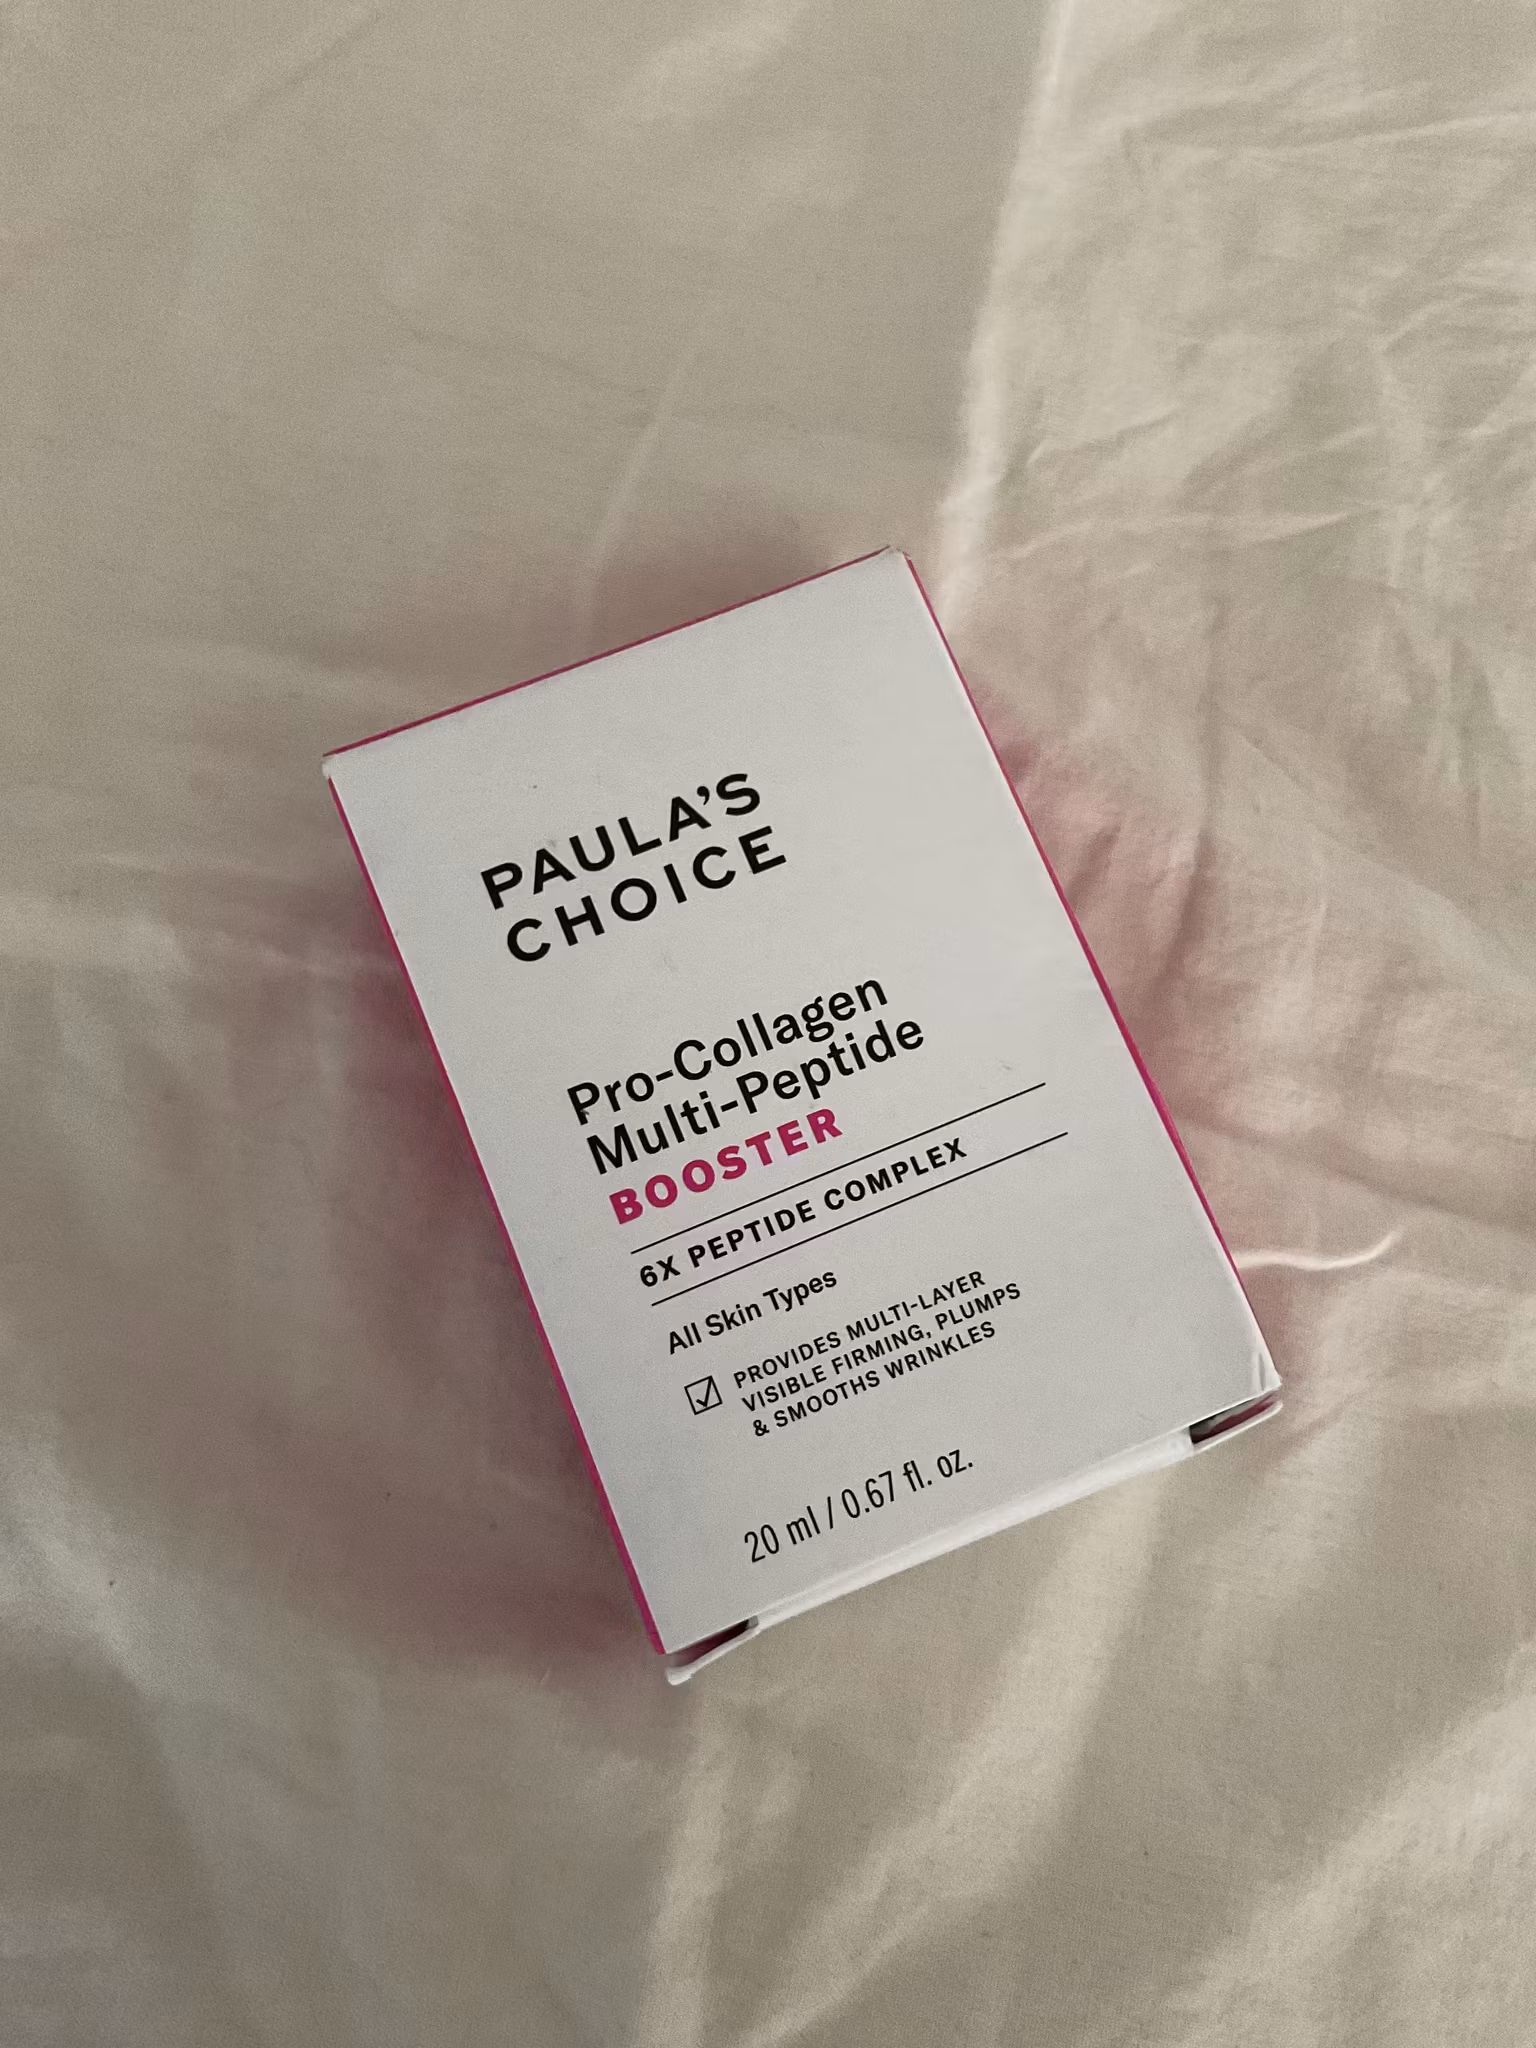 PAULA'S
CHOICE
Pro-Collagen
Multi-Peptide
BOOSTER
6X PEPTIDE COMPLEX
All Skin Types
PROVIDES MULTI-LAYER
VISIBLE FIRMING, PLUMPS
& SMOOTHS WRINKLES
20 ml / 0.67 fl. oz.